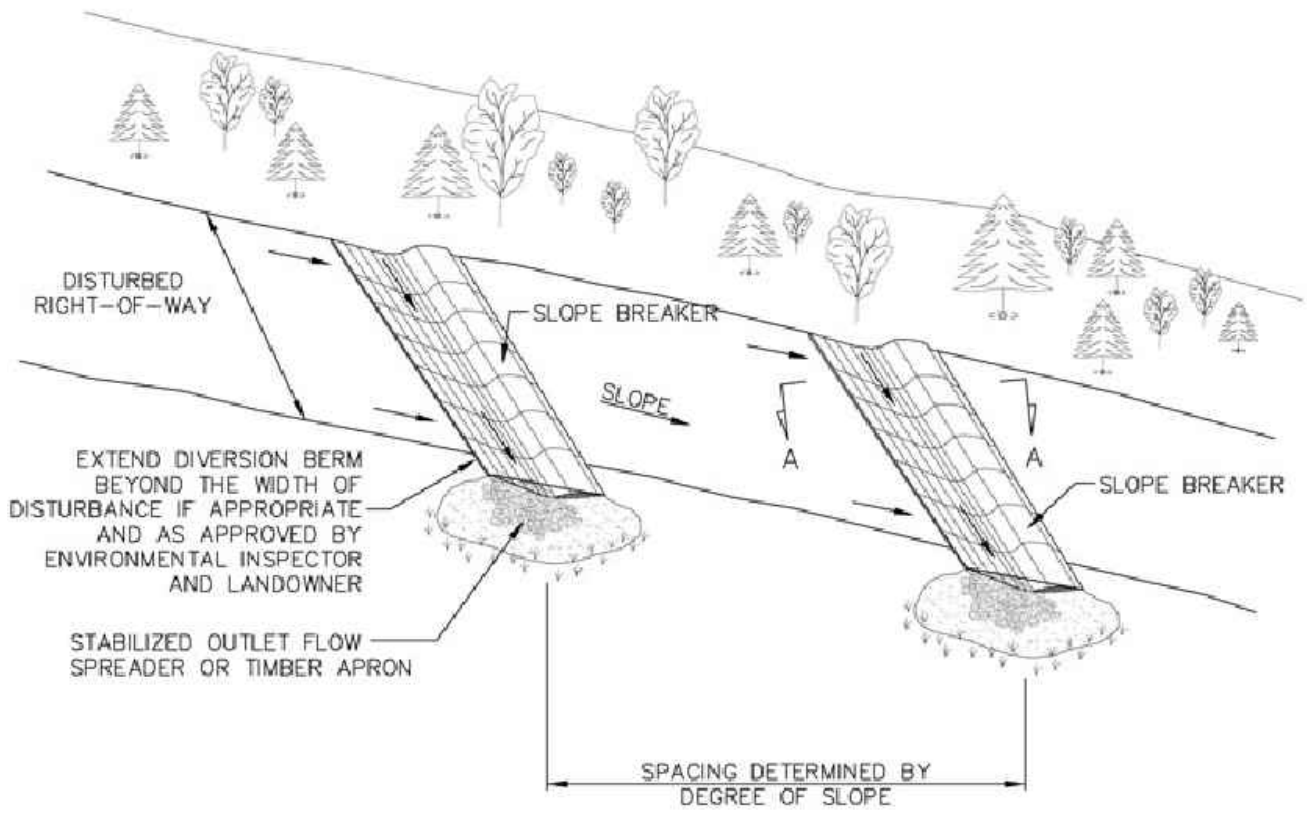 DISTURBED
RIGHT-OF-WAY
SLOPE BREAKER
SLOPE
A
A
SLOPE BREAKER
EXTEND DIVERSION BERM
BEYOND THE WIDTH OF
DISTURBANCE IF APPROPRIATE
AND AS APPROVED BY
ENVIRONMENTAL INSPECTOR
AND LANDOWNER
STABILIZED OUTLET FLOW
SPREADER OR TIMBER APRON
SPACING DETERMINED BY
DEGREE OF SLOPE